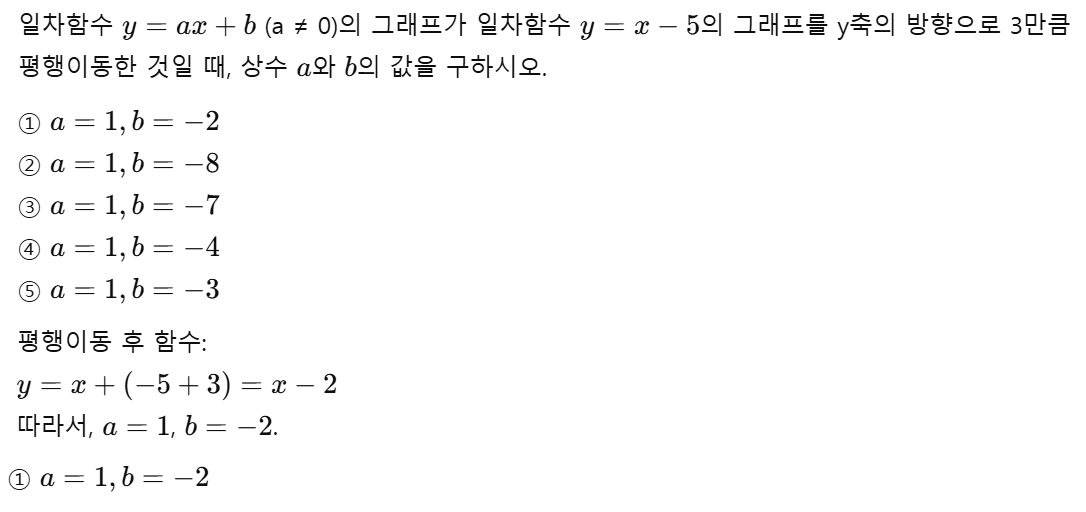 일차함수 y = ax + b (a ≠ 0)의 그래프가 일차함수 y = x − 5의 그래프를 y축의 방향으로 3만큼
평행이동한 것일 때, 상수 a와 b의 값을 구하시오.
① a = 1, b = −2
② a = 1, b = −8
③ a = 1, b = −7
④ a = 1, b = −4
⑤ a = 1, b = −3
평행이동 후 함수:
y = x + (−5 + 3) = x − 2
따라서, a = 1, b = −2.
① a = 1, b = −2